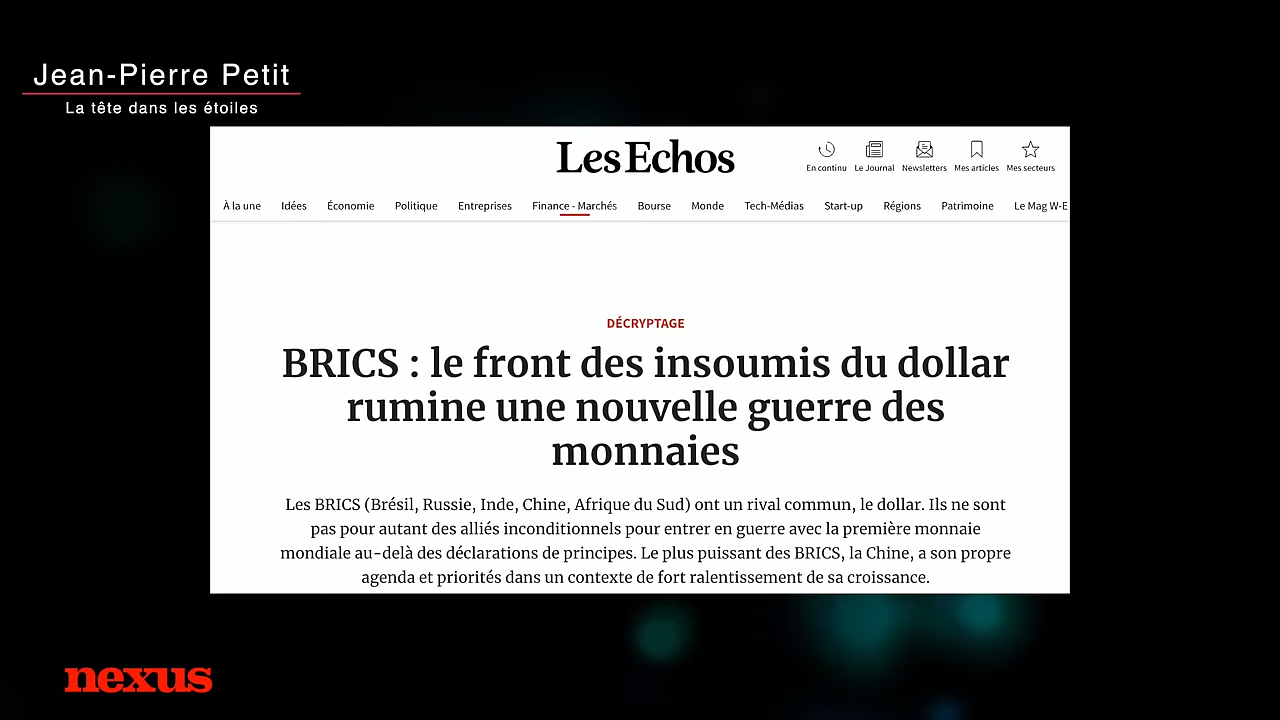 Jean-Pierre Petit
La tête dans les étoiles
Les Echos
En continu Le Journal Newsletters Mes articles Mes secteurs
À la une Idées Économie Politique Entreprises Finance - Marchés Bourse Monde Tech-Médias Start-up Régions Patrimoine Le Mag W-E
DÉCRYPTAGE
BRICS : le front des insoumis du dollar
rumine une nouvelle guerre des
monnaies
Les BRICS (Brésil, Russie, Inde, Chine, Afrique du Sud) ont un rival commun, le dollar. Ils ne sont
pas pour autant des alliés inconditionnels pour entrer en guerre avec la première monnaie
mondiale au-delà des déclarations de principes. Le plus puissant des BRICS, la Chine, a son propre
agenda et priorités dans un contexte de fort ralentissement de sa croissance.
nexus